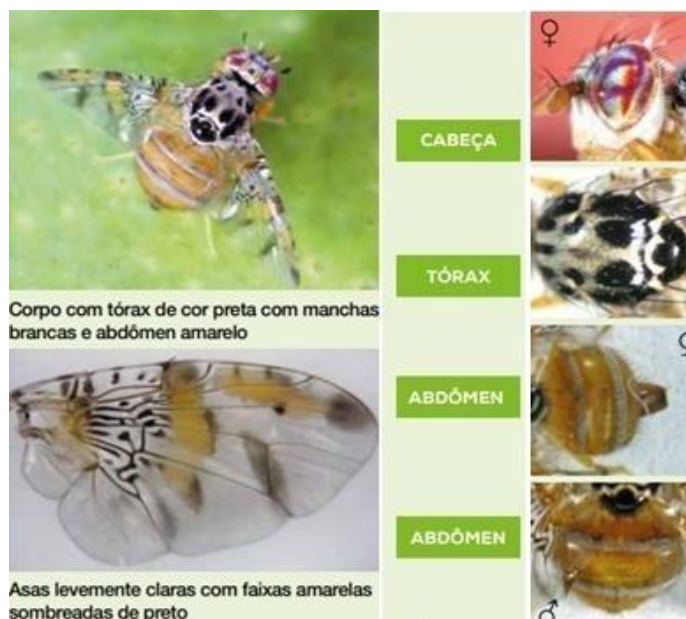 Corpo com tórax de cor preta com manchas
brancas e abdômen amarelo
Asas levemente claras com faixas amarelas
sombreadas de preto
CABEÇA
TÓRAX
ABDÔMEN
ABDÔMEN
♀
♀
♂